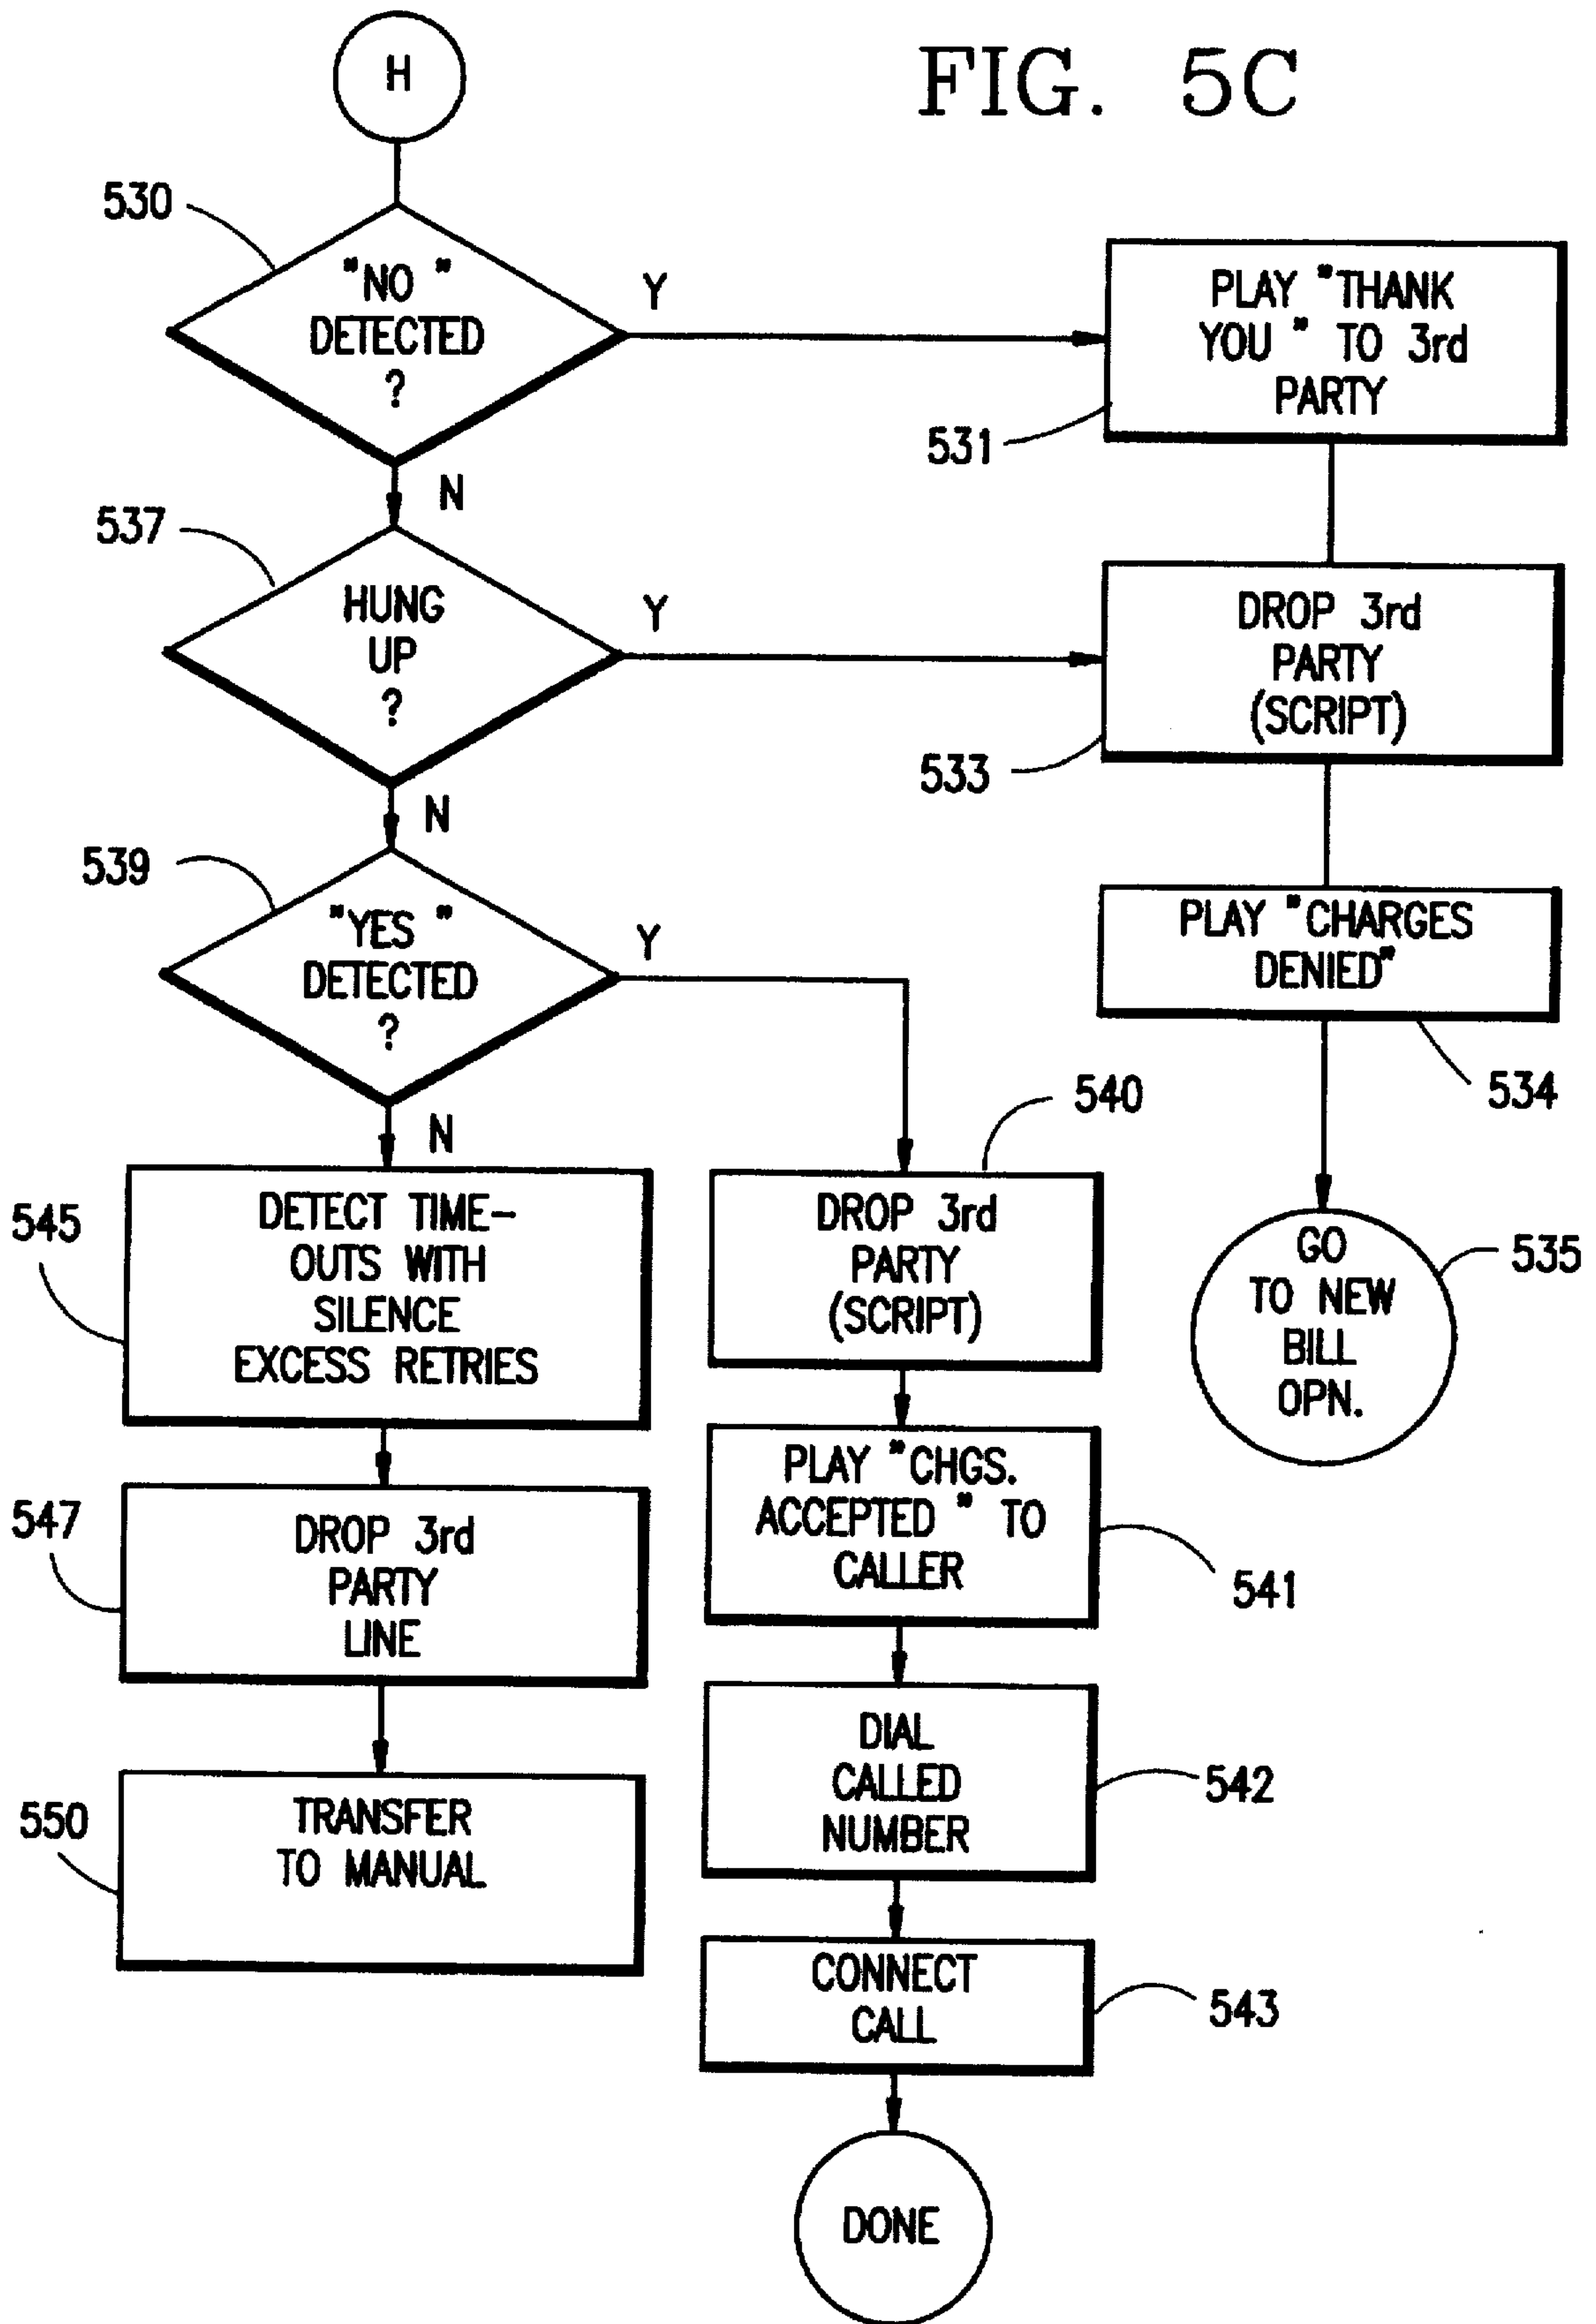 FIG. 5C
H
530
"NO"
DETECTED
?
Y
N
PLAY "THANK
YOU" TO 3rd
PARTY
531
537
HUNG
UP
?
Y
N
DROP 3rd
PARTY
(SCRIPT)
533
539
"YES"
DETECTED
?
Y
N
PLAY "CHARGES
DENIED"
534
GO
TO NEW
BILL
OPN.
535
545
DETECT TIME-
OUTS WITH
SILENCE
EXCESS RETRIES
540
DROP 3rd
PARTY
(SCRIPT)
547
DROP 3rd
PARTY
LINE
PLAY "CHGS.
ACCEPTED" TO
CALLER
541
550
TRANSFER
TO MANUAL
DIAL
CALLED
NUMBER
542
CONNECT
CALL
543
DONE